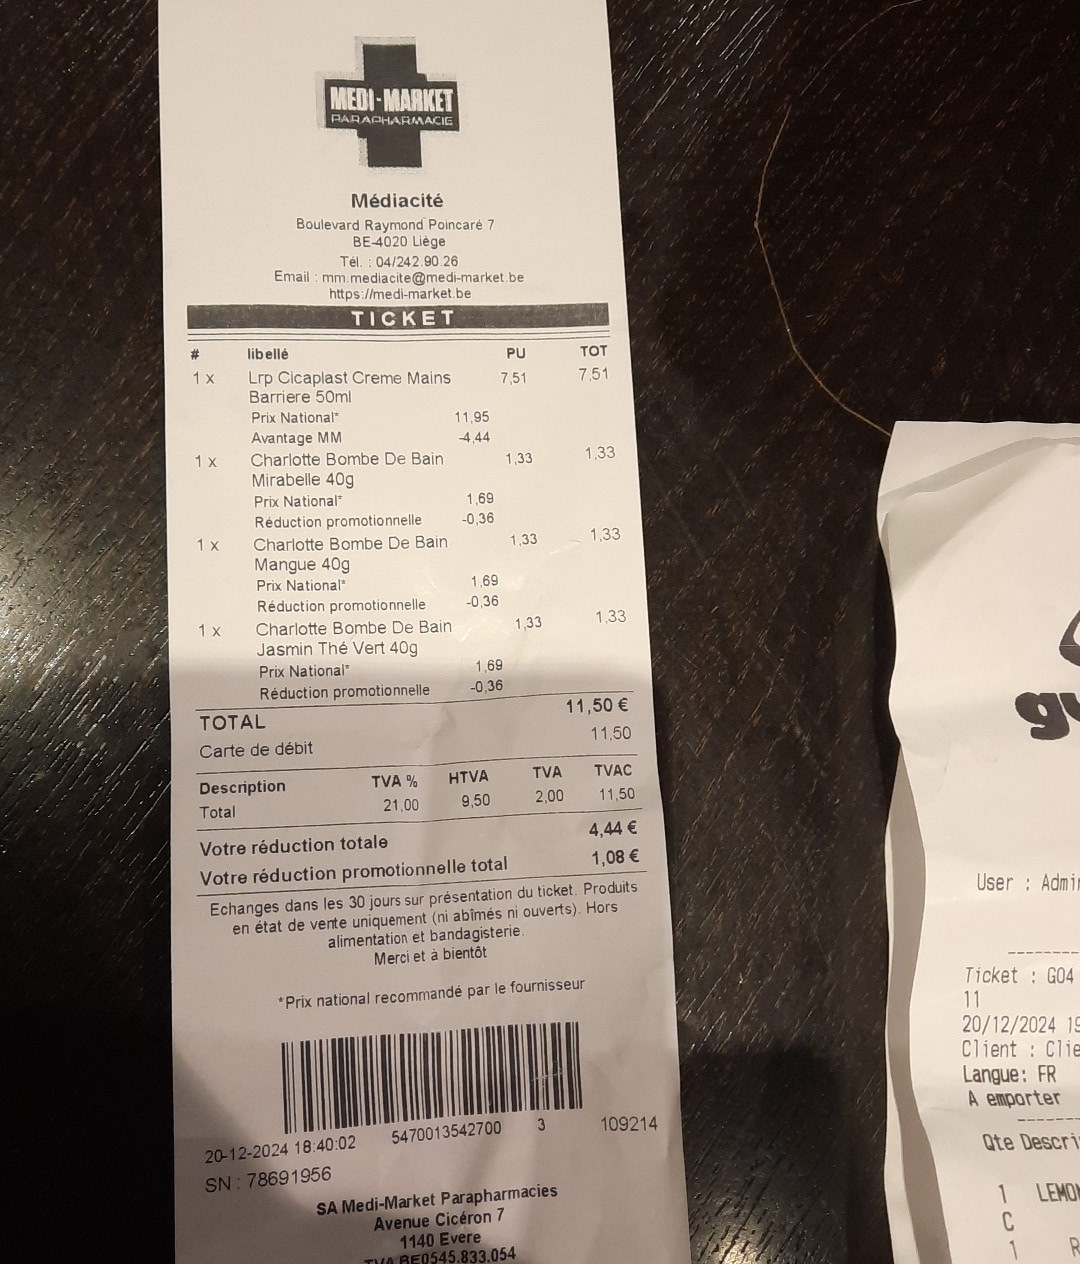 MEDI-MARKET
PARAPHARMACIE
Médiacité
Boulevard Raymond Poincaré 7
BE-4020 Liège
Tél. : 04/242.90.26
Email : mm.mediacite@medi-market.be
https://medi-market.be
TICKET
# libellé PU TOT
1 x Lrp Cicaplast Creme Mains 7,51 7,51
Barriere 50ml
Prix National* 11,95
Avantage MM -4,44
1 x Charlotte Bombe De Bain 1,33 1,33
Mirabelle 40g
Prix National* 1,69
Réduction promotionnelle -0,36
1 x Charlotte Bombe De Bain 1,33 1,33
Mangue 40g
Prix National* 1,69
Réduction promotionnelle -0,36
1 x Charlotte Bombe De Bain 1,33 1,33
Jasmin Thé Vert 40g
Prix National* 1,69
Réduction promotionnelle -0,36
TOTAL 11,50 €
Carte de débit 11,50
Description TVA % HTVA TVA TVAC
Total 21,00 9,50 2,00 11,50
Votre réduction totale 4,44 €
Votre réduction promotionnelle total 1,08 €
Echanges dans les 30 jours sur présentation du ticket. Produits
en état de vente uniquement (ni abîmés ni ouverts). Hors
alimentation et bandagisterie.
Merci et à bientôt
*Prix national recommandé par le fournisseur
20-12-2024 18:40:02 5470013542700 3 109214
SN : 78691956
SA Medi-Market Parapharmacies
Avenue Cicéron 7
1140 Evere
TVA BE0545.833.054
User : Admi
Ticket : G04
11
20/12/2024 19
Client : Clie
Langue: FR
A emporter
Qte Descri
1 LEMON
C
1 R